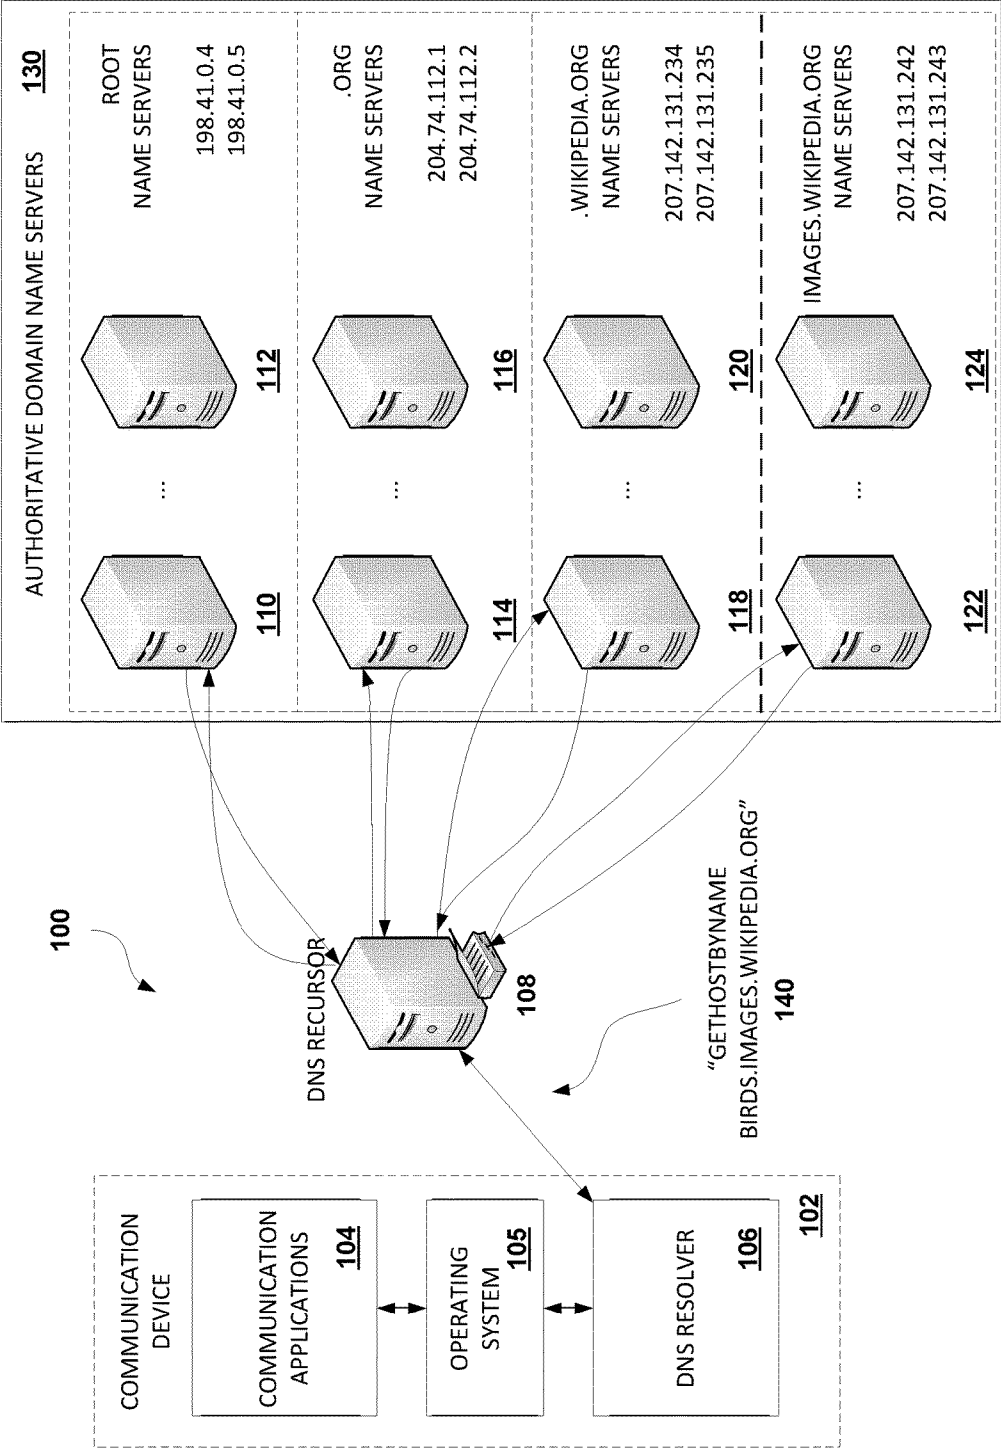 AUTHORITATIVE DOMAIN NAME SERVERS
130
ROOT
NAME SERVERS
198.41.0.4
198.41.0.5
110
...
112
.ORG
NAME SERVERS
204.74.112.1
204.74.112.2
114
...
116
.WIKIPEDIA.ORG
NAME SERVERS
207.142.131.234
207.142.131.235
118
...
120
IMAGES.WIKIPEDIA.ORG
NAME SERVERS
207.142.131.242
207.142.131.243
122
...
124
100
DNS RECURSOR
108
“GETHOSTBYNAME
BIRDS.IMAGES.WIKIPEDIA.ORG”
140
COMMUNICATION
DEVICE
COMMUNICATION
APPLICATIONS
104
OPERATING
SYSTEM
105
DNS RESOLVER
106
102